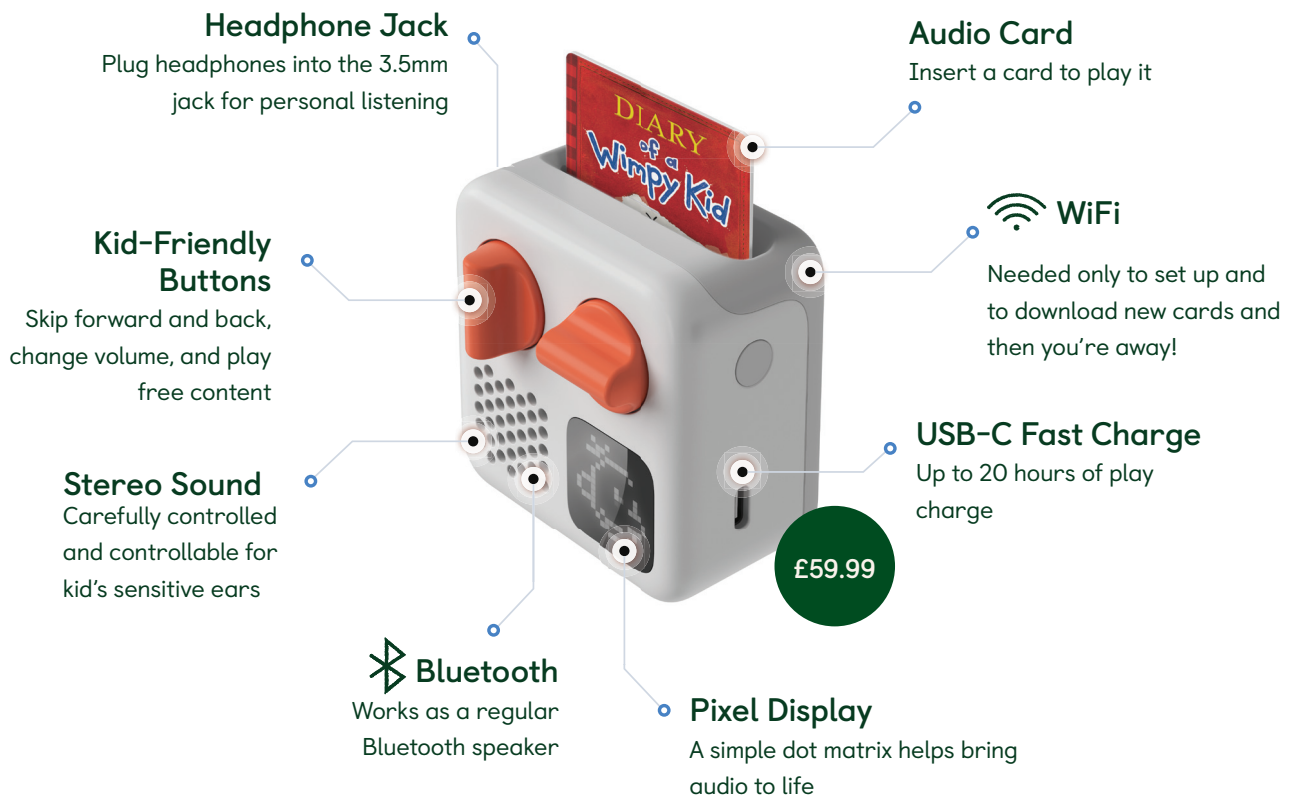 Headphone Jack
Plug headphones into the 3.5mm
jack for personal listening
Audio Card
Insert a card to play it
DIARY
of a
Wimpy Kid
WiFi
Needed only to set up and
to download new cards and
then you're away!
Kid-Friendly
Buttons
Skip forward and back,
change volume, and play
free content
USB-C Fast Charge
Up to 20 hours of play
charge
Stereo Sound
Carefully controlled
and controllable for
kid's sensitive ears
£59.99
Bluetooth
Works as a regular
Bluetooth speaker
Pixel Display
A simple dot matrix helps bring
audio to life